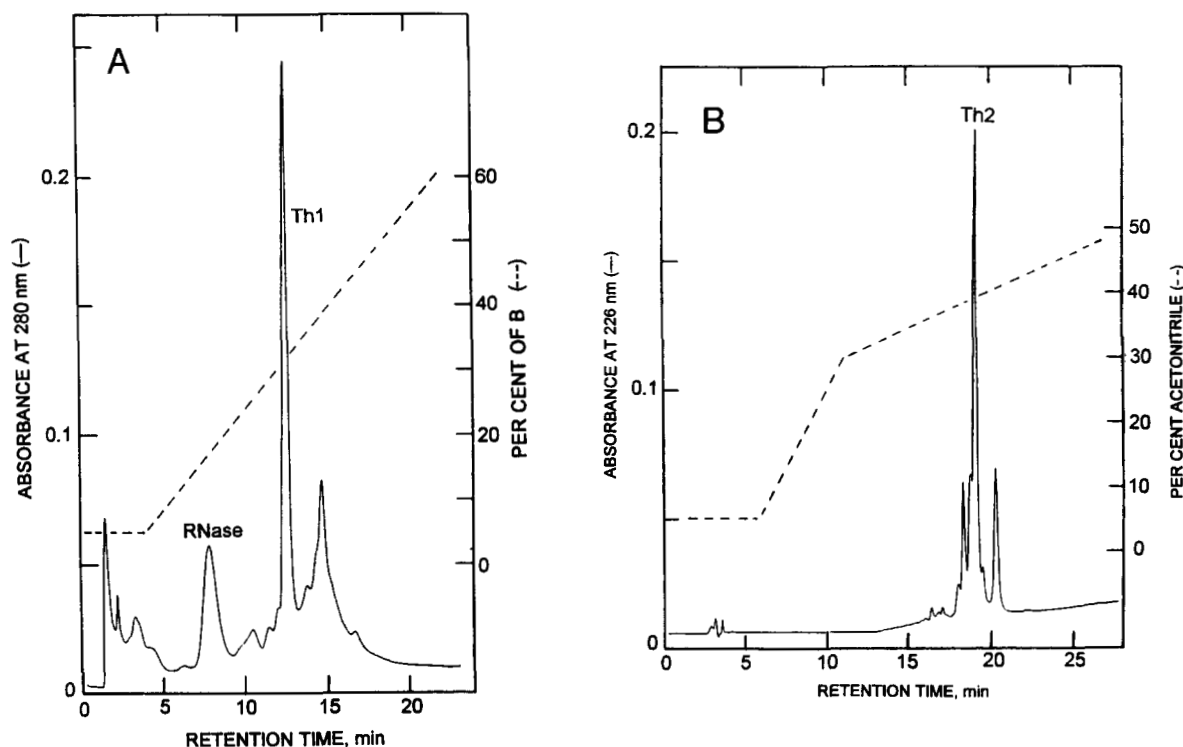 A
ABSORBANCE AT 280 nm (—)
0.2
0.1
0
Th1
RNase
60
40
20
0
PER CENT OF B (---)
0 5 10 15 20
RETENTION TIME, min
B
ABSORBANCE AT 226 nm (—)
0.2
0.1
0
Th2
50
40
30
20
10
0
PER CENT ACETONITRILE (--)
0 5 10 15 20 25
RETENTION TIME, min